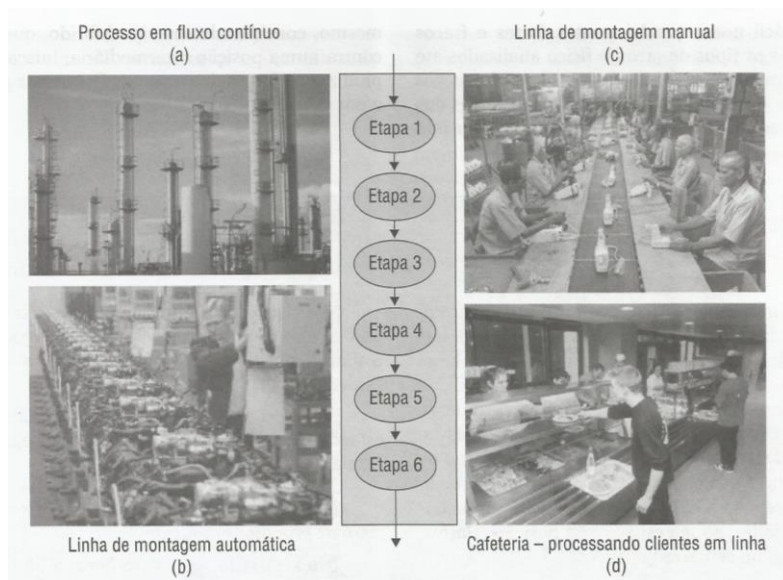 Processo em fluxo contínuo
(a)
Linha de montagem manual
(c)
Etapa 1
Etapa 2
Etapa 3
Etapa 4
Etapa 5
Etapa 6
Linha de montagem automática
(b)
Cafeteria – processando clientes em linha
(d)